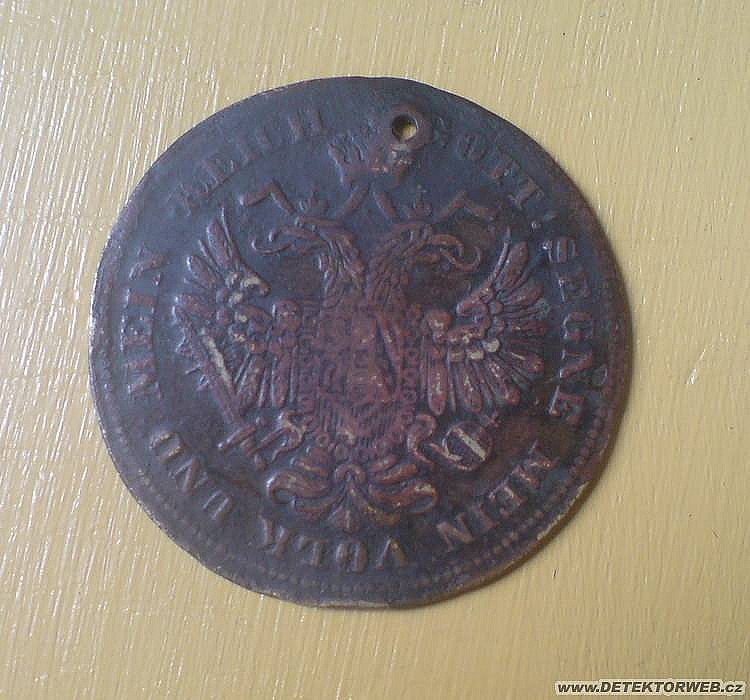 GOTT! SEGNE MEIN VOLK UND MEIN REICH
www.DETEKTORWEB.cz